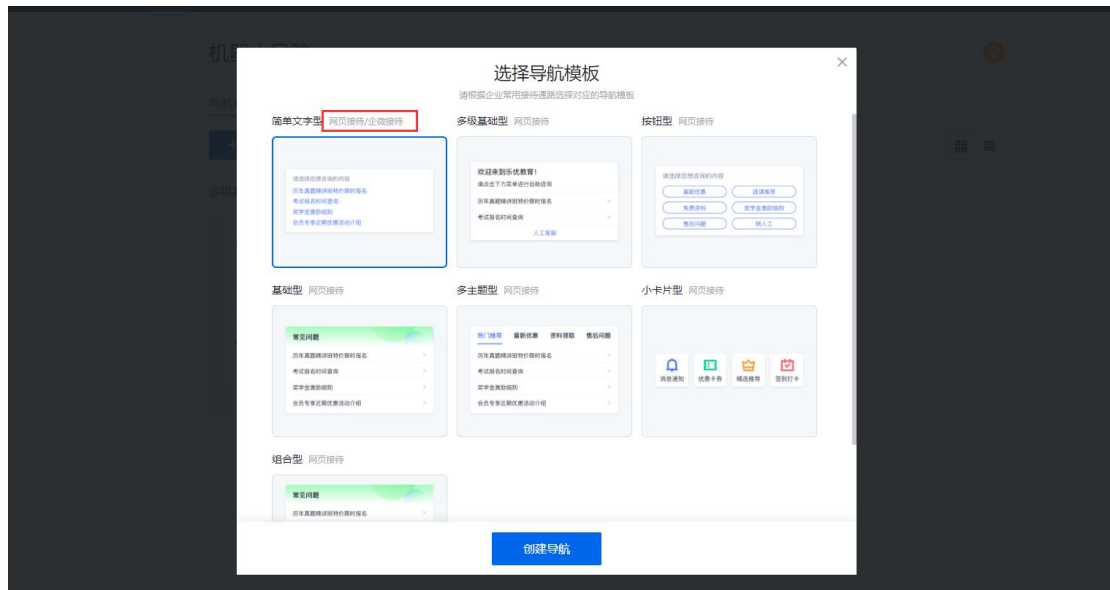 选择导航模板
请根据企业常用接待通路选择对应的导航模板
简单文字型 网页接待/企微接待
多级基础型 网页接待
按钮型 网页接待
请选择您想咨询的内容
历年真题精讲班特价限时报名
考试报名时间查询
奖学金激励细则
会员专享近期优惠活动介绍
欢迎来到乐优教育！
请点击下方菜单进行自助咨询
历年真题精讲班特价限时报名
考试报名时间查询
人工客服
请选择您想咨询的内容
最新优惠 选课推荐
免费资料 奖学金激励细则
售后问题 转人工
基础型 网页接待
多主题型 网页接待
小卡片型 网页接待
常见问题
历年真题精讲班特价限时报名
考试报名时间查询
奖学金激励细则
会员专享近期优惠活动介绍
热门推荐 最新优惠 资料领取 售后问题
历年真题精讲班特价限时报名
考试报名时间查询
奖学金激励细则
会员专享近期优惠活动介绍
消息通知 优惠卡券 精选推荐 签到打卡
组合型 网页接待
常见问题
历年真题精讲班特价限时报名
创建导航